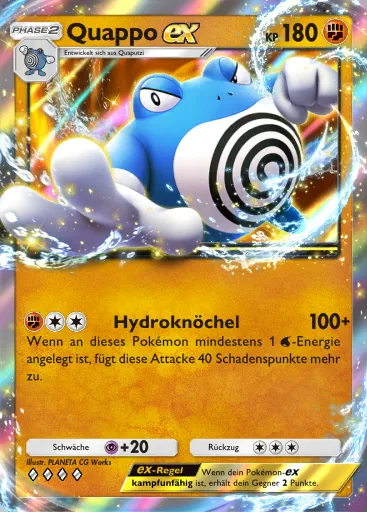 PHASE 2 Quappo ex KP 180
Entwickelt sich aus Quaputzi
Hydroknöchel 100+
Wenn an dieses Pokémon mindestens 1 -Energie
angelegt ist, fügt diese Attacke 40 Schadenspunkte mehr
zu.
Schwäche +20 Rückzug
Illustr. PLANETA CG Works
ex-Regel Wenn dein Pokémon-ex
kampfunfähig ist, erhält dein Gegner 2 Punkte.